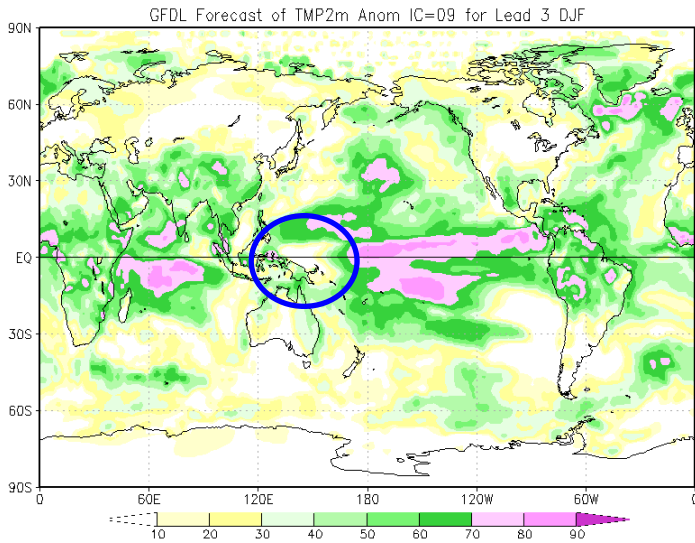 GFDL Forecast of TMP2m Anom IC=09 for Lead 3 DJF
90N
60N
30N
EQ
30S
60S
90S
0 60E 120E 180 120W 60W 0
10 20 30 40 50 60 70 80 90